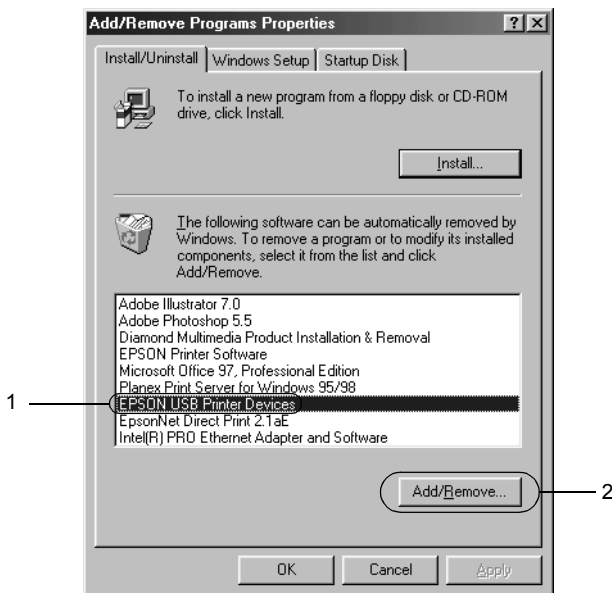 Add/Remove Programs Properties
Install/Uninstall Windows Setup Startup Disk
To install a new program from a floppy disk or CD-ROM
drive, click Install.
Install...
The following software can be automatically removed by
Windows. To remove a program or to modify its installed
components, select it from the list and click
Add/Remove.
Adobe Illustrator 7.0
Adobe Photoshop 5.5
Diamond Multimedia Product Installation & Removal
EPSON Printer Software
Microsoft Office 97, Professional Edition
Planex Print Server for Windows 95/98
1 EPSON USB Printer Devices
EpsonNet Direct Print 2.1aE
Intel(R) PRO Ethernet Adapter and Software
Add/Remove... 2
OK Cancel Apply